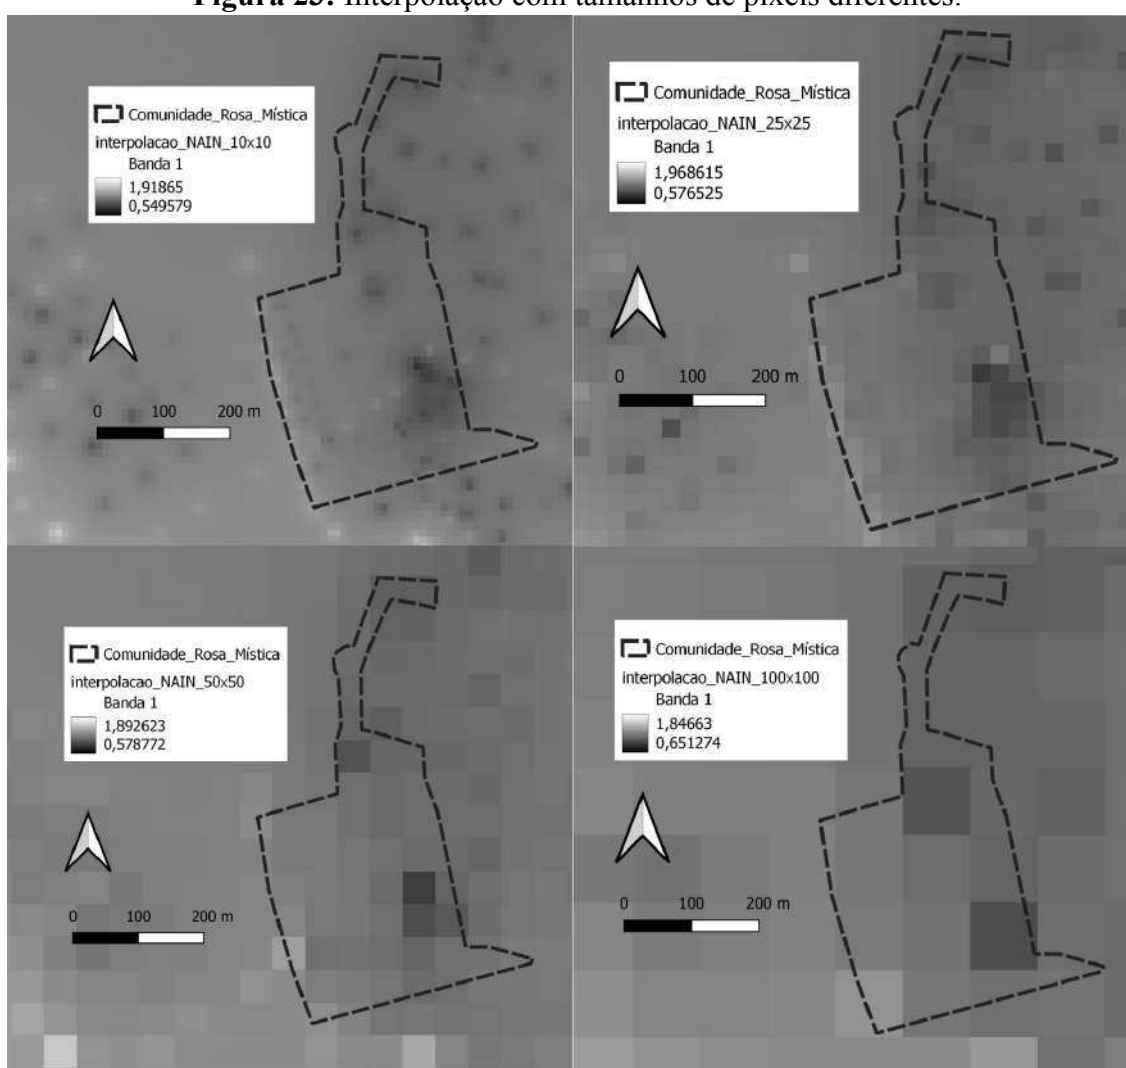 Figura 25: Interpolação com tamanhos de pixels diferentes.
Comunidade_Rosa_Mística
interpolacao_NAIN_10x10
Banda 1
1,91865
0,549579
0 100 200 m
Comunidade_Rosa_Mística
interpolacao_NAIN_25x25
Banda 1
1,968615
0,576525
0 100 200 m
Comunidade_Rosa_Mística
interpolacao_NAIN_50x50
Banda 1
1,892623
0,578772
0 100 200 m
Comunidade_Rosa_Mística
interpolacao_NAIN_100x100
Banda 1
1,84663
0,651274
0 100 200 m